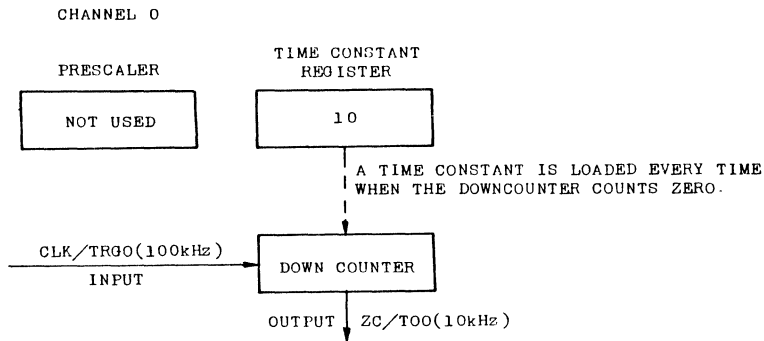 CHANNEL 0
PRESCALER
TIME CONSTANT
REGISTER
NOT USED
10
A TIME CONSTANT IS LOADED EVERY TIME
WHEN THE DOWNCOUNTER COUNTS ZERO.
CLK/TRG0(100kHz)
INPUT
DOWN COUNTER
OUTPUT ZC/TO0(10kHz)